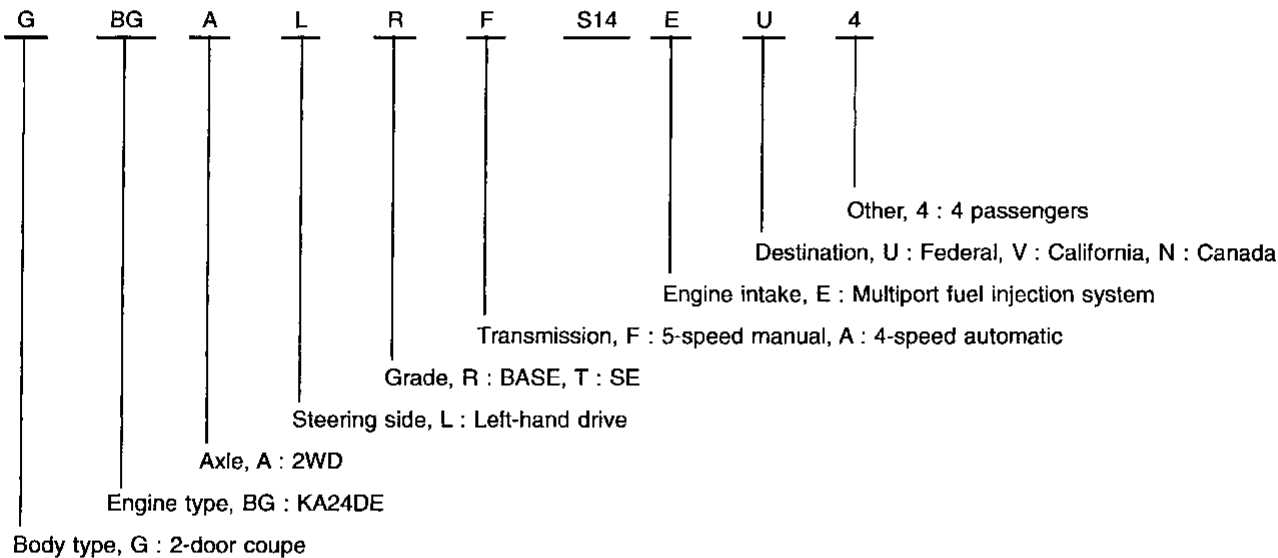 G BG A L R F S14 E U 4
Other, 4 : 4 passengers
Destination, U : Federal, V : California, N : Canada
Engine intake, E : Multiport fuel injection system
Transmission, F : 5-speed manual, A : 4-speed automatic
Grade, R : BASE, T : SE
Steering side, L : Left-hand drive
Axle, A : 2WD
Engine type, BG : KA24DE
Body type, G : 2-door coupe